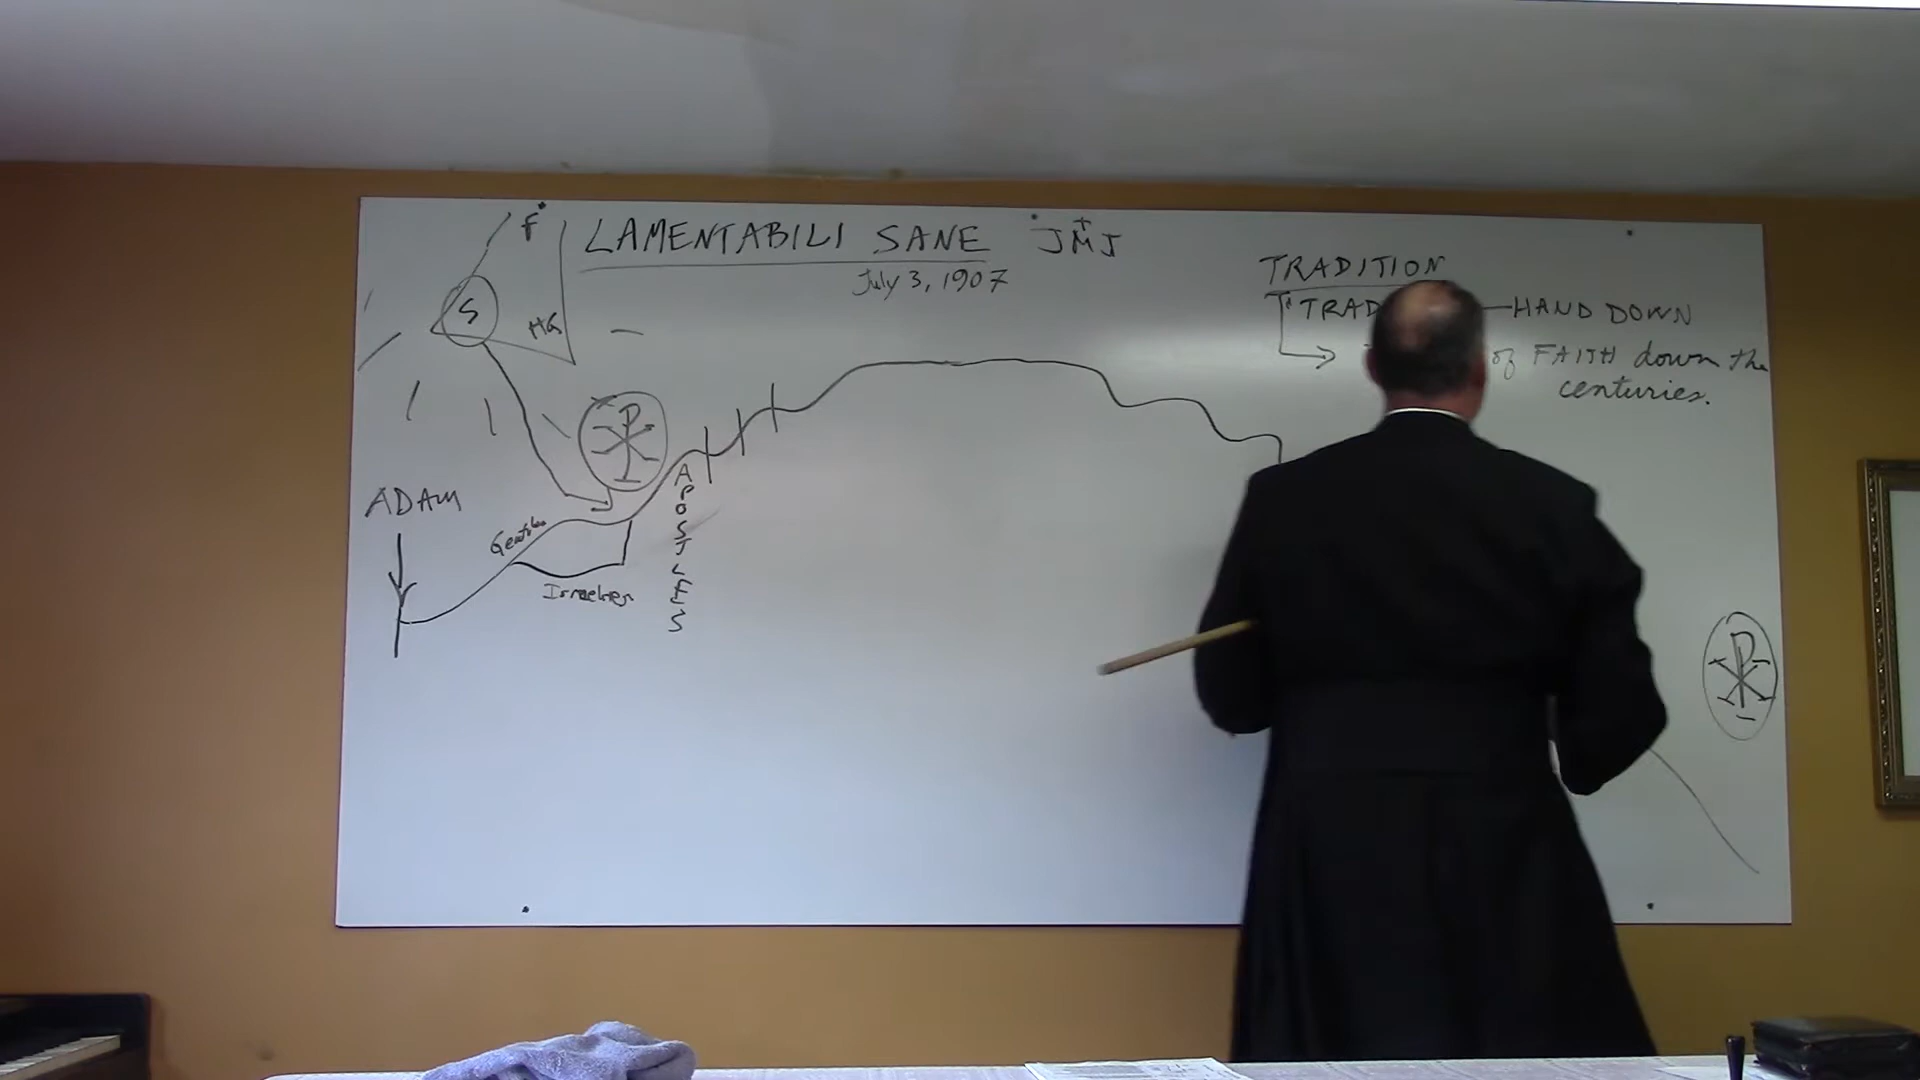 F
LAMENTABILI SANE JMJ
July 3, 1907
S
HG
TRADITION
TRAD — HAND DOWN
of FAITH down the
centuries.
ADAM
Gentiles
Israelites
APOSTLES